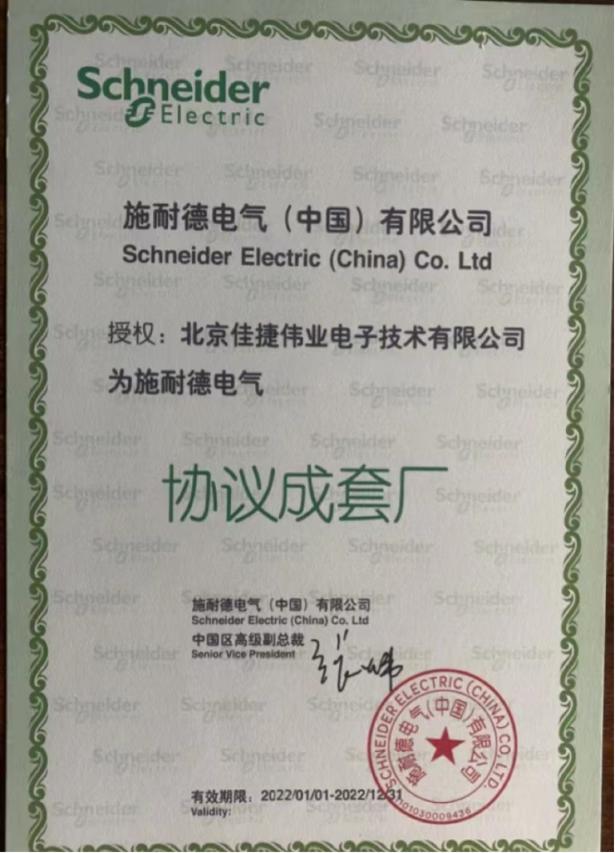 Schneider
Electric
施耐德电气（中国）有限公司
Schneider Electric (China) Co. Ltd
授权：北京佳捷伟业电子技术有限公司
为施耐德电气
协议成套厂
施耐德电气（中国）有限公司
Schneider Electric (China) Co. Ltd
中国区高级副总裁
Senior Vice President
SCHNEIDER ELECTRIC (CHINA) CO., LTD.
施耐德电气(中国)有限公司
有效期限：2022/01/01-2022/12/31
Validity: